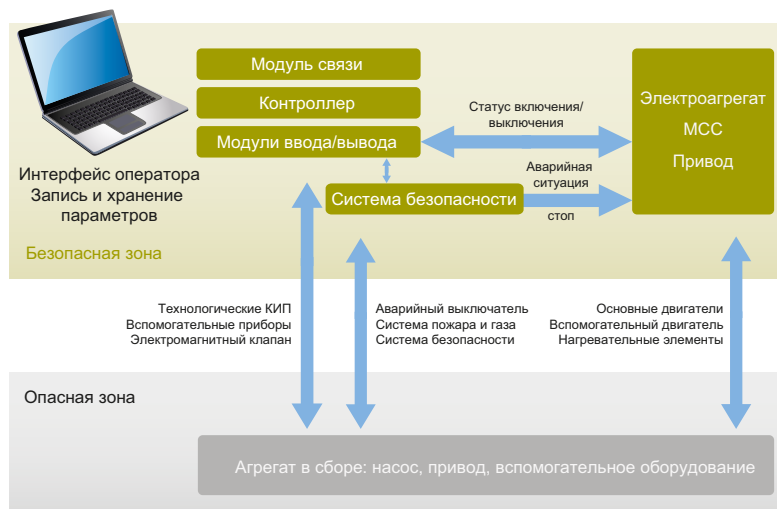 Модуль связи
Контроллер
Модули ввода/вывода
Интерфейс оператора
Запись и хранение
параметров
Система безопасности
Статус включения/
выключения
Аварийная
ситуация
стоп
Электроагрегат
МСС
Привод
Безопасная зона
Технологические КИП
Вспомогательные приборы
Электромагнитный клапан
Аварийный выключатель
Система пожара и газа
Система безопасности
Основные двигатели
Вспомогательный двигатель
Нагревательные элементы
Опасная зона
Агрегат в сборе: насос, привод, вспомогательное оборудование